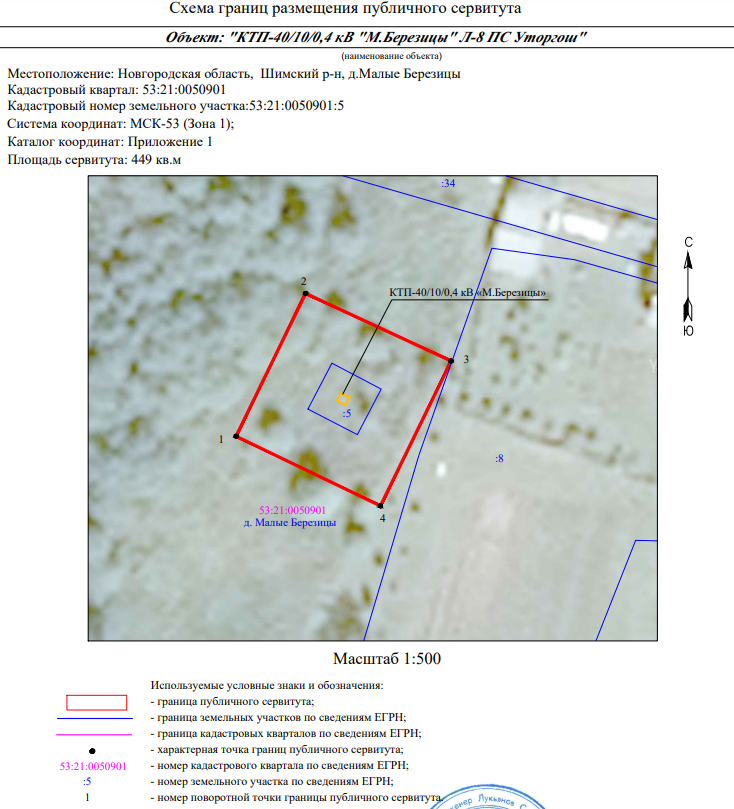 Схема границ размещения публичного сервитута
Объект: "КТП-40/10/0,4 кВ "М.Березицы" Л-8 ПС Уторгош"
(наименование объекта)
Местоположение: Новгородская область, Шимский р-н, д.Малые Березицы
Кадастровый квартал: 53:21:0050901
Кадастровый номер земельного участка:53:21:0050901:5
Система координат: МСК-53 (Зона 1);
Каталог координат: Приложение 1
Площадь сервитута: 449 кв.м
:34
С
2
КТП-40/10/0,4 кВ «М.Березицы»
Ю
3
:5
1
:8
53:21:0050901
4
д. Малые Березицы
Масштаб 1:500
Используемые условные знаки и обозначения:
- граница публичного сервитута;
- граница земельных участков по сведениям ЕГРН;
- граница кадастровых кварталов по сведениям ЕГРН;
- характерная точка границ публичного сервитута;
53:21:0050901 - номер кадастрового квартала по сведениям ЕГРН;
:5 - номер земельного участка по сведениям ЕГРН;
1 - номер поворотной точки границы публичного сервитута.
Лукьянов С